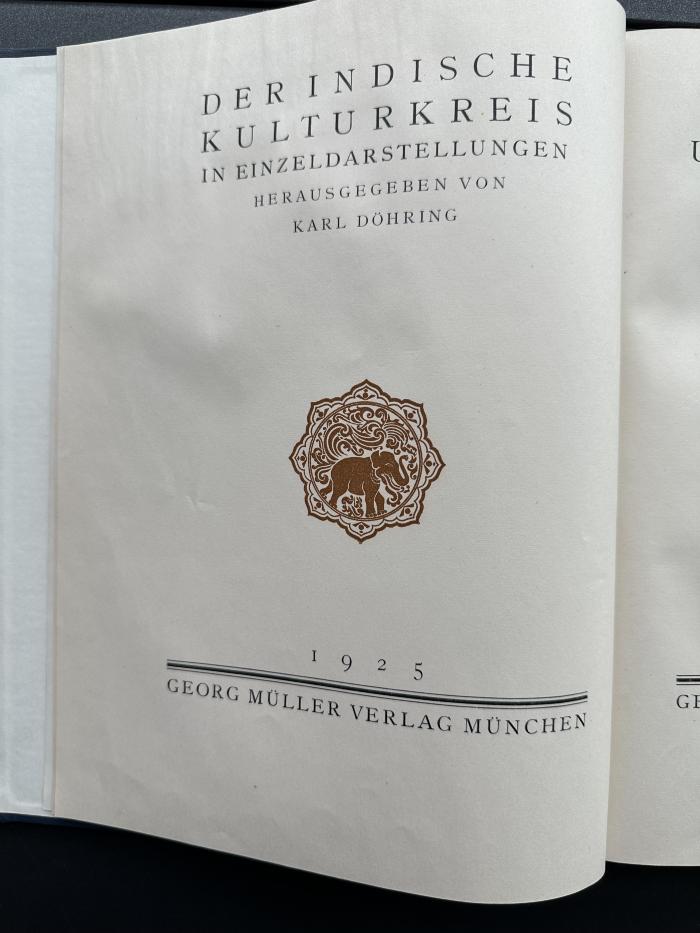 DER INDISCHE
KULTURKREIS
IN EINZELDARSTELLUNGEN
HERAUSGEGEBEN VON
KARL DÖHRING
1925
GEORG MÜLLER VERLAG MÜNCHEN